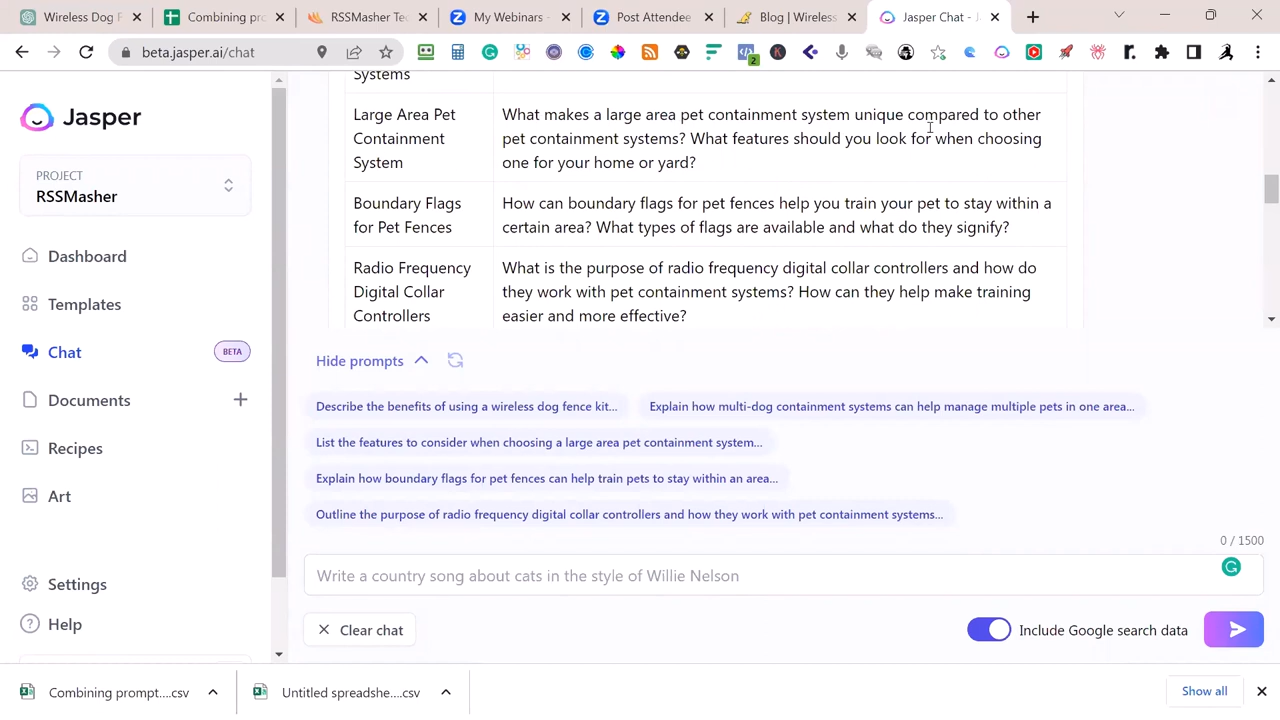 Wireless Dog F
Combining pro
RSSMasher Te
My Webinars -
Post Attendee
Blog | Wireless
Jasper Chat - J
beta.jasper.ai/chat
Jasper
PROJECT
RSSMasher
Dashboard
Templates
Chat
BETA
Documents
Recipes
Art
Settings
Help
Systems
Large Area Pet
Containment
System
What makes a large area pet containment system unique compared to other
pet containment systems? What features should you look for when choosing
one for your home or yard?
Boundary Flags
for Pet Fences
How can boundary flags for pet fences help you train your pet to stay within a
certain area? What types of flags are available and what do they signify?
Radio Frequency
Digital Collar
Controllers
What is the purpose of radio frequency digital collar controllers and how do
they work with pet containment systems? How can they help make training
easier and more effective?
Hide prompts
Describe the benefits of using a wireless dog fence kit...
Explain how multi-dog containment systems can help manage multiple pets in one area...
List the features to consider when choosing a large area pet containment system...
Explain how boundary flags for pet fences can help train pets to stay within an area...
Outline the purpose of radio frequency digital collar controllers and how they work with pet containment systems...
0 / 1500
Write a country song about cats in the style of Willie Nelson
Clear chat
Include Google search data
Combining prompt....csv
Untitled spreadshe....csv
Show all